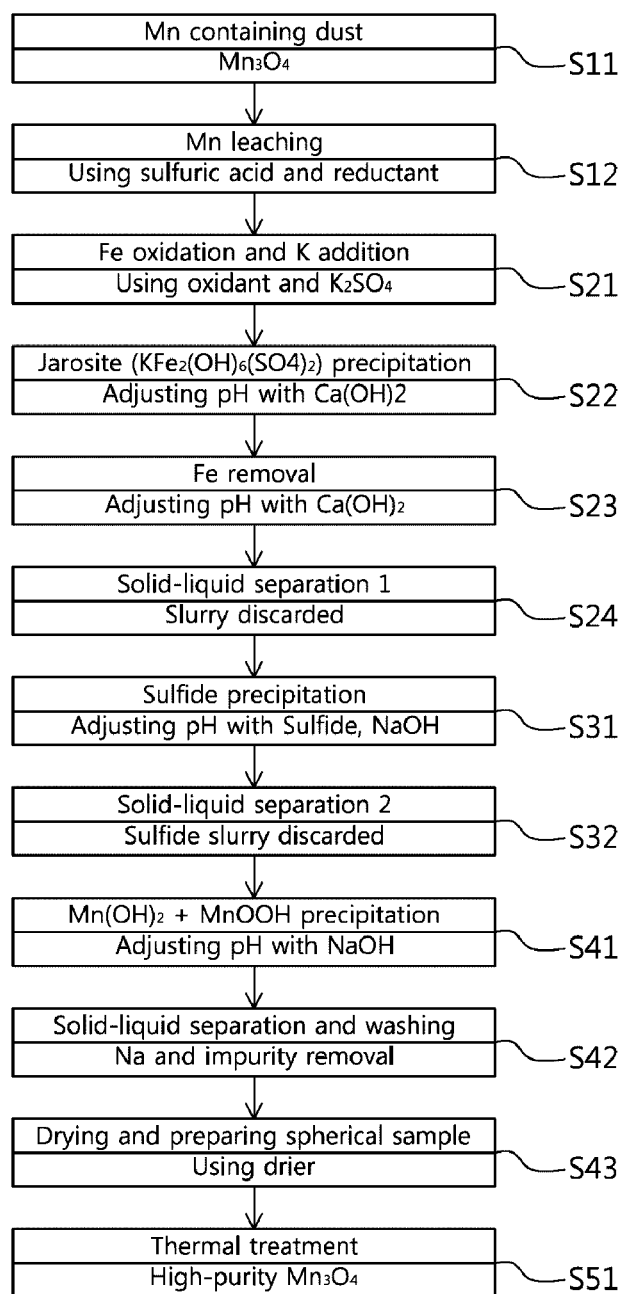 Mn containing dust
Mn₃O₄
S11
Mn leaching
Using sulfuric acid and reductant
S12
Fe oxidation and K addition
Using oxidant and K₂SO₄
S21
Jarosite (KFe₂(OH)₆(SO4)₂) precipitation
Adjusting pH with Ca(OH)2
S22
Fe removal
Adjusting pH with Ca(OH)₂
S23
Solid-liquid separation 1
Slurry discarded
S24
Sulfide precipitation
Adjusting pH with Sulfide, NaOH
S31
Solid-liquid separation 2
Sulfide slurry discarded
S32
Mn(OH)₂ + MnOOH precipitation
Adjusting pH with NaOH
S41
Solid-liquid separation and washing
Na and impurity removal
S42
Drying and preparing spherical sample
Using drier
S43
Thermal treatment
High-purity Mn₃O₄
S51